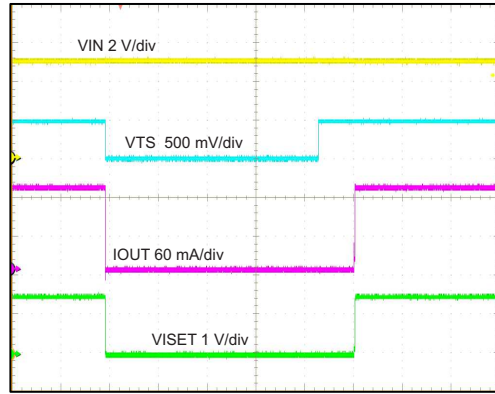 VIN 2 V/div
VTS 500 mV/div
IOUT 60 mA/div
VISET 1 V/div